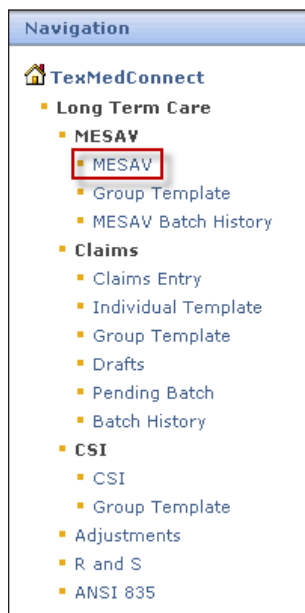 Navigation
TexMedConnect
Long Term Care
MESAV
MESAV
Group Template
MESAV Batch History
Claims
Claims Entry
Individual Template
Group Template
Drafts
Pending Batch
Batch History
CSI
CSI
Group Template
Adjustments
R and S
ANSI 835